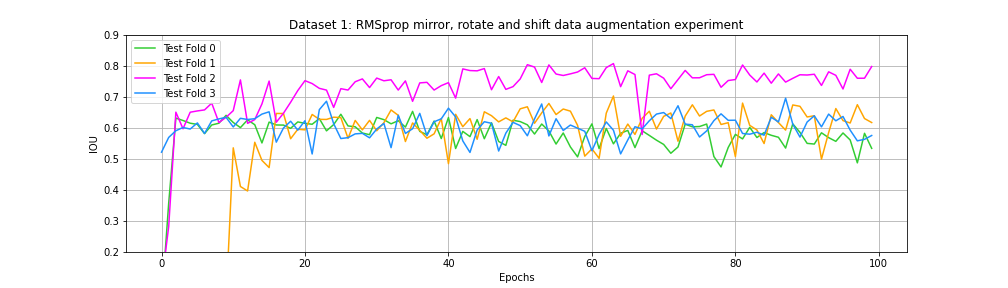 Dataset 1: RMSprop mirror, rotate and shift data augmentation experiment
0.9
0.8
0.7
0.6
0.5
0.4
0.3
0.2
IOU
Test Fold 0
Test Fold 1
Test Fold 2
Test Fold 3
0 20 40 60 80 100
Epochs